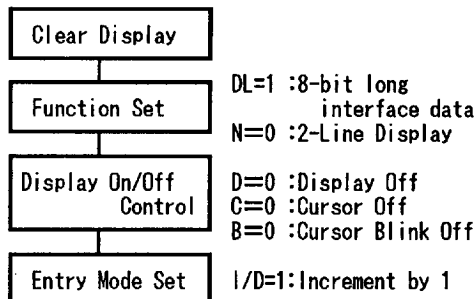 Clear Display
Function Set
DL=1 :8-bit long
interface data
N=0 :2-Line Display
Display On/Off
Control
D=0 :Display Off
C=0 :Cursor Off
B=0 :Cursor Blink Off
Entry Mode Set
I/D=1:Increment by 1